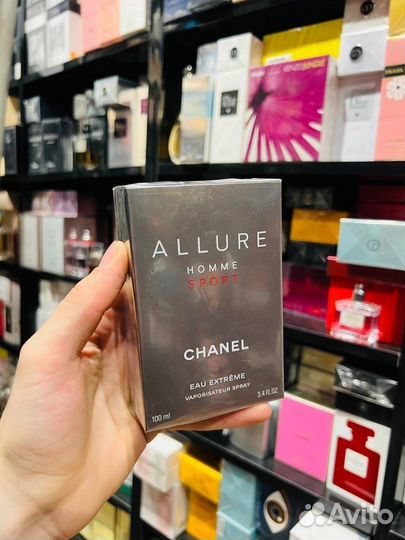 ALLURE
HOMME
SPORT
CHANEL
EAU EXTRÊME
VAPORISATEUR SPRAY
100 ml
3.4 FL.OZ
Avito